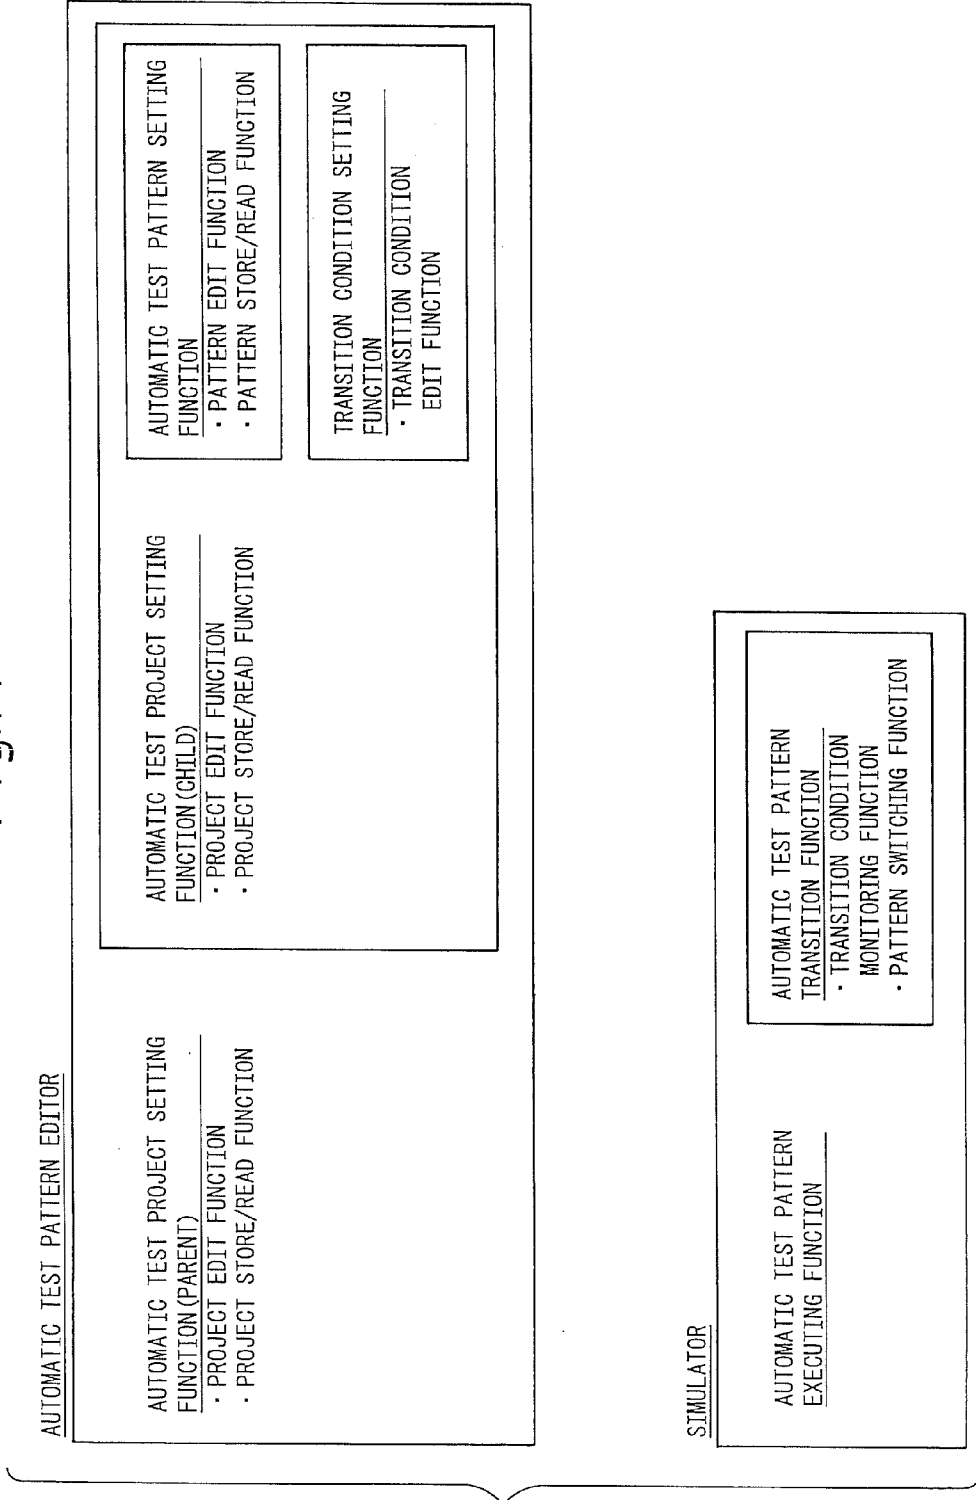 AUTOMATIC TEST PATTERN EDITOR
AUTOMATIC TEST PROJECT SETTING
FUNCTION(PARENT)
・PROJECT EDIT FUNCTION
・PROJECT STORE/READ FUNCTION
AUTOMATIC TEST PROJECT SETTING
FUNCTION(CHILD)
・PROJECT EDIT FUNCTION
・PROJECT STORE/READ FUNCTION
AUTOMATIC TEST PATTERN SETTING
FUNCTION
・PATTERN EDIT FUNCTION
・PATTERN STORE/READ FUNCTION
TRANSITION CONDITION SETTING
FUNCTION
・TRANSITION CONDITION
EDIT FUNCTION
SIMULATOR
AUTOMATIC TEST PATTERN
EXECUTING FUNCTION
AUTOMATIC TEST PATTERN
TRANSITION FUNCTION
・TRANSITION CONDITION
MONITORING FUNCTION
・PATTERN SWITCHING FUNCTION